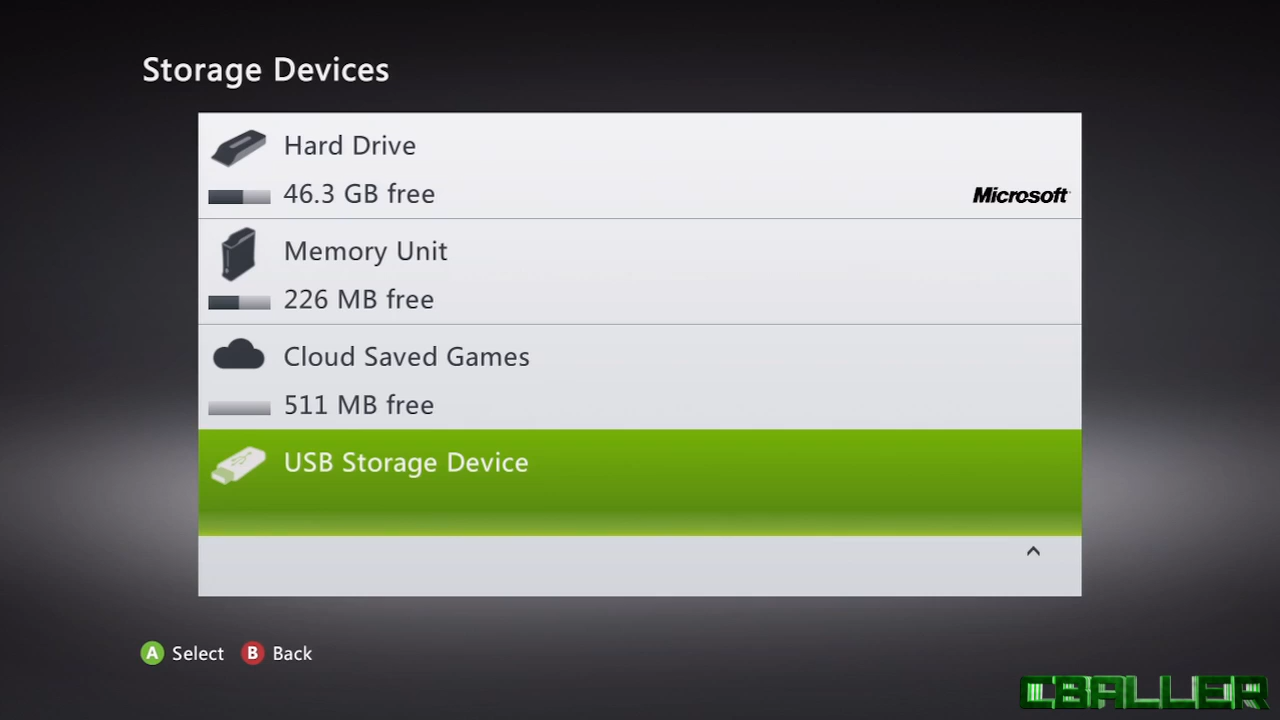 Storage Devices
Hard Drive
46.3 GB free
Microsoft
Memory Unit
226 MB free
Cloud Saved Games
511 MB free
USB Storage Device
A Select B Back
CBALLER